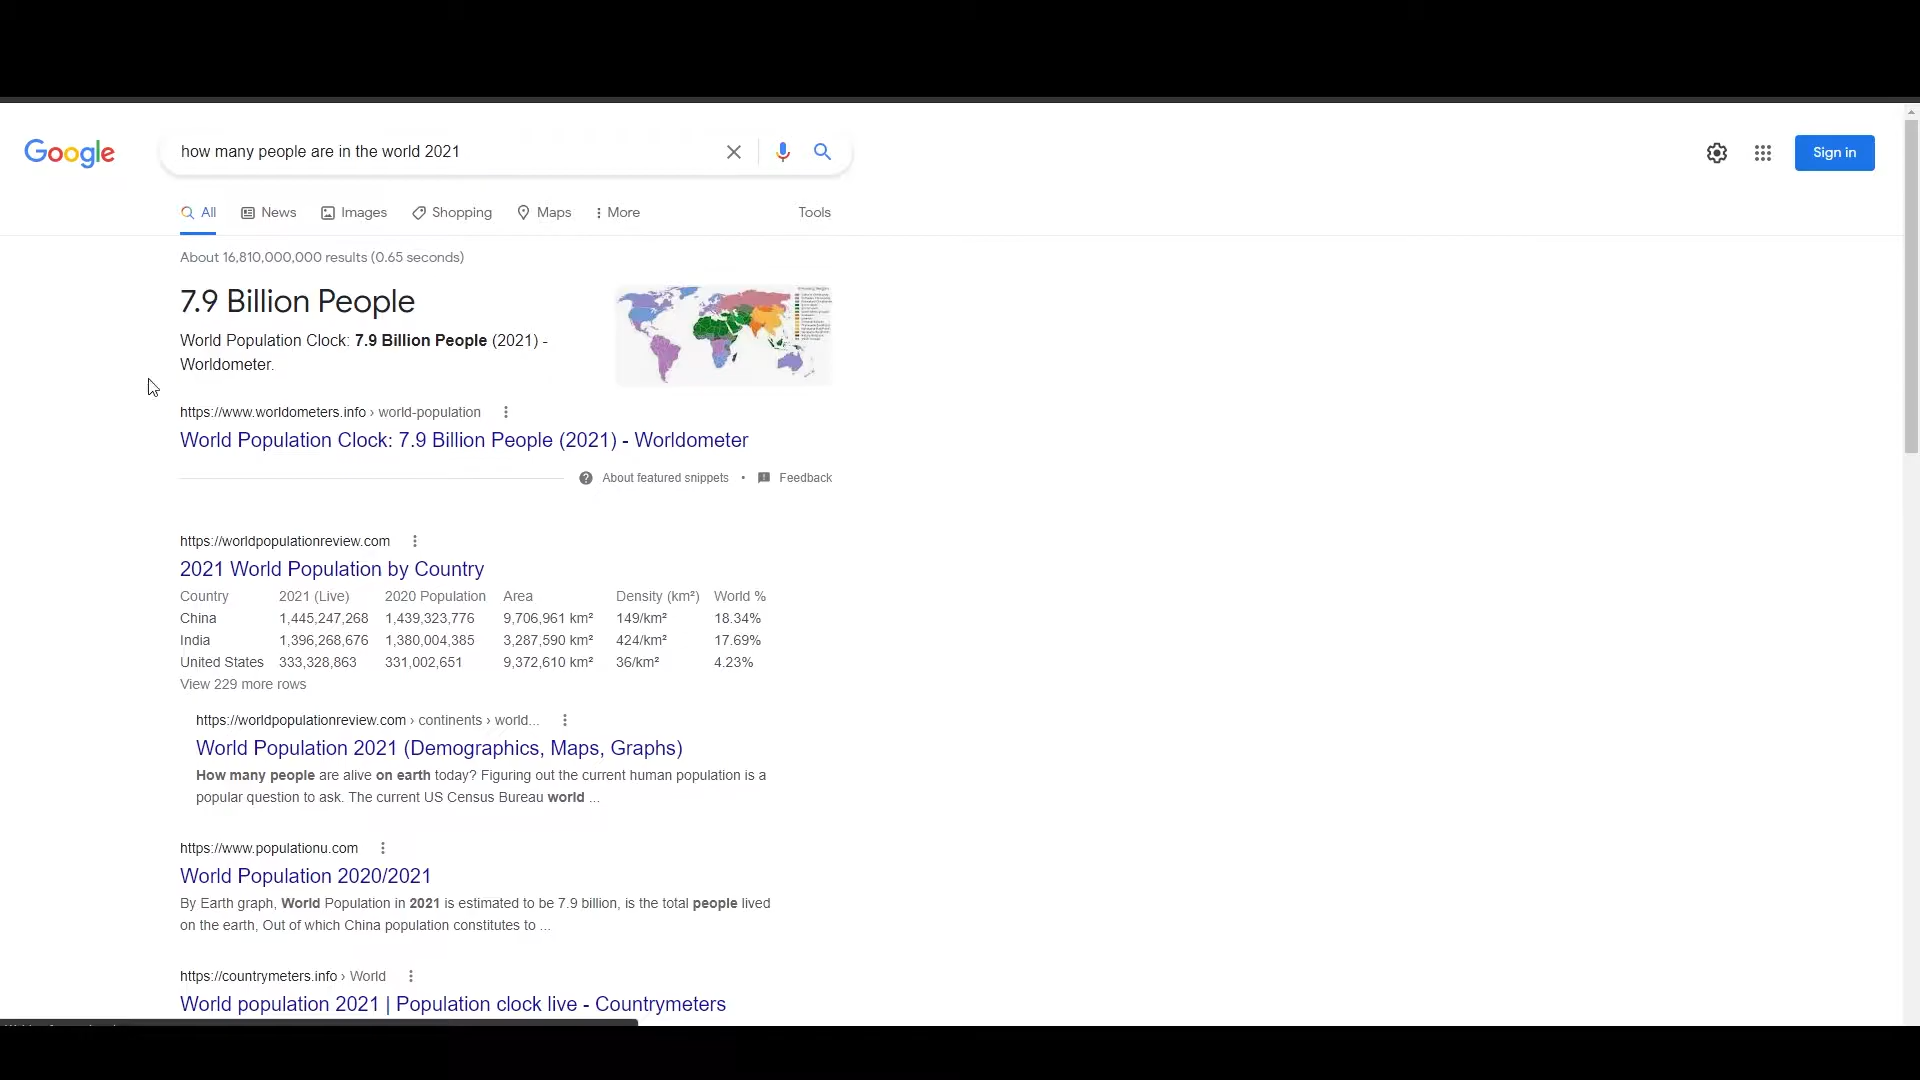 Google
how many people are in the world 2021
Sign in
All News Images Shopping Maps More Tools
About 16,810,000,000 results (0.65 seconds)
7.9 Billion People
World Population Clock: 7.9 Billion People (2021) -
Worldometer.
https://www.worldometers.info › world-population
World Population Clock: 7.9 Billion People (2021) - Worldometer
About featured snippets • Feedback
https://worldpopulationreview.com
2021 World Population by Country
Country 2021 (Live) 2020 Population Area Density (km²) World %
China 1,445,247,268 1,439,323,776 9,706,961 km² 149/km² 18.34%
India 1,396,268,676 1,380,004,385 3,287,590 km² 424/km² 17.69%
United States 333,328,863 331,002,651 9,372,610 km² 36/km² 4.23%
View 229 more rows
https://worldpopulationreview.com › continents › world...
World Population 2021 (Demographics, Maps, Graphs)
How many people are alive on earth today? Figuring out the current human population is a
popular question to ask. The current US Census Bureau world ...
https://www.populationu.com
World Population 2020/2021
By Earth graph, World Population in 2021 is estimated to be 7.9 billion, is the total people lived
on the earth, Out of which China population constitutes to ...
https://countrymeters.info › World
World population 2021 | Population clock live - Countrymeters